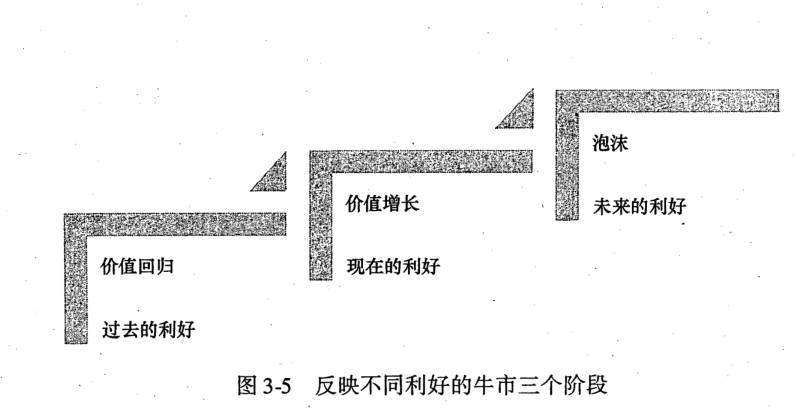 泡沫
未来的利好
价值增长
现在的利好
价值回归
过去的利好
图 3-5 反映不同利好的牛市三个阶段